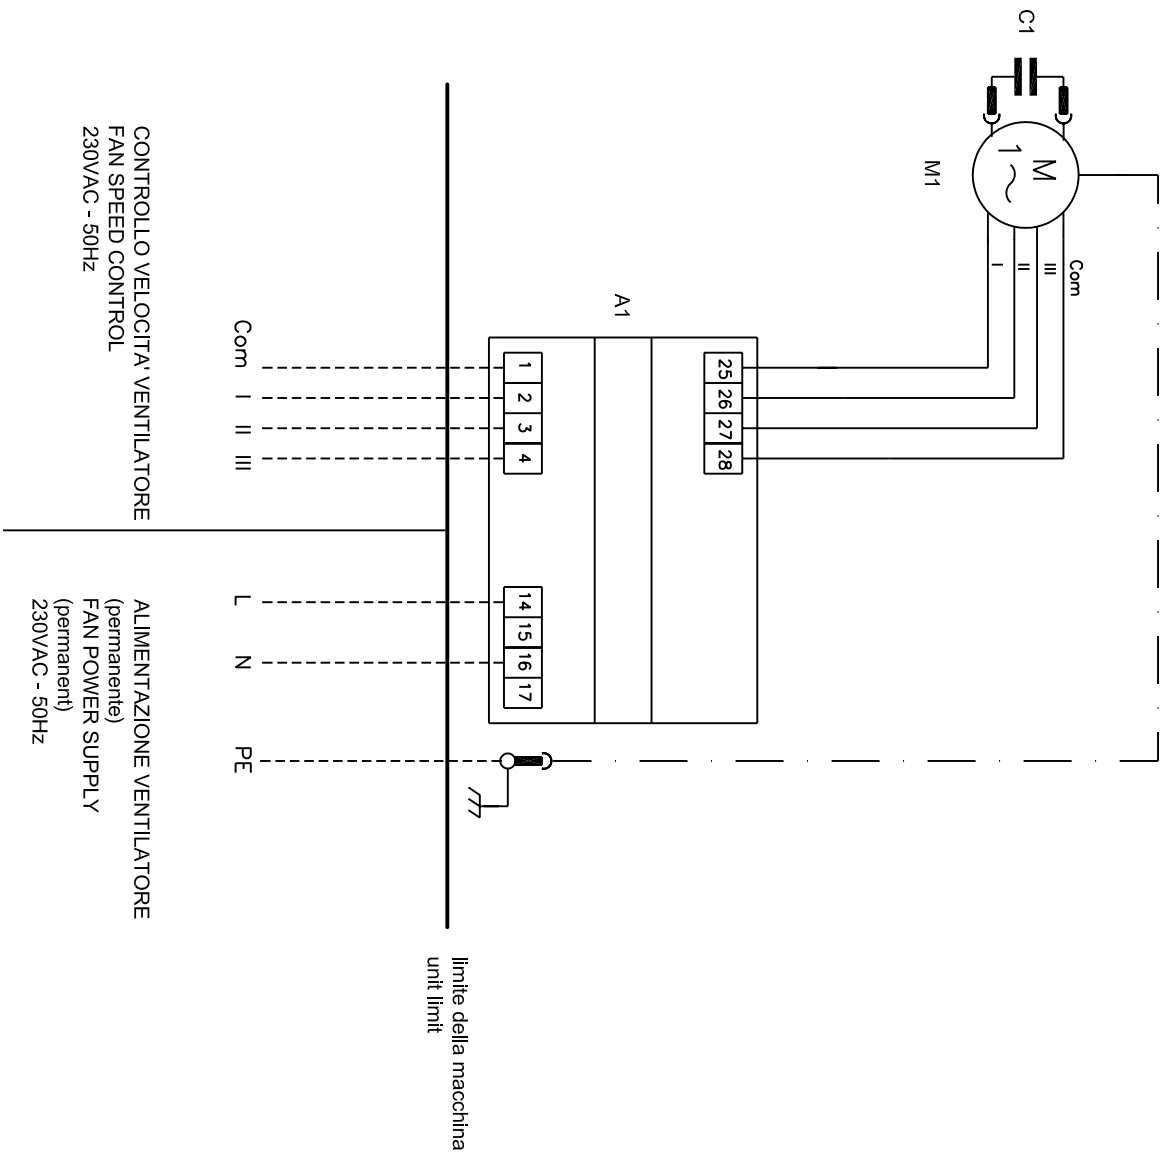 C1
M
1
M1
I
II
III
Com
A1
25
26
27
28
1
2
3
4
14
15
16
17
Com
I
II
III
L
N
PE
CONTROLLO VELOCITA' VENTILATORE
FAN SPEED CONTROL
230VAC - 50Hz
ALIMENTAZIONE VENTILATORE
(permanente)
FAN POWER SUPPLY
(permanent)
230VAC - 50Hz
limite della macchina
unit limit